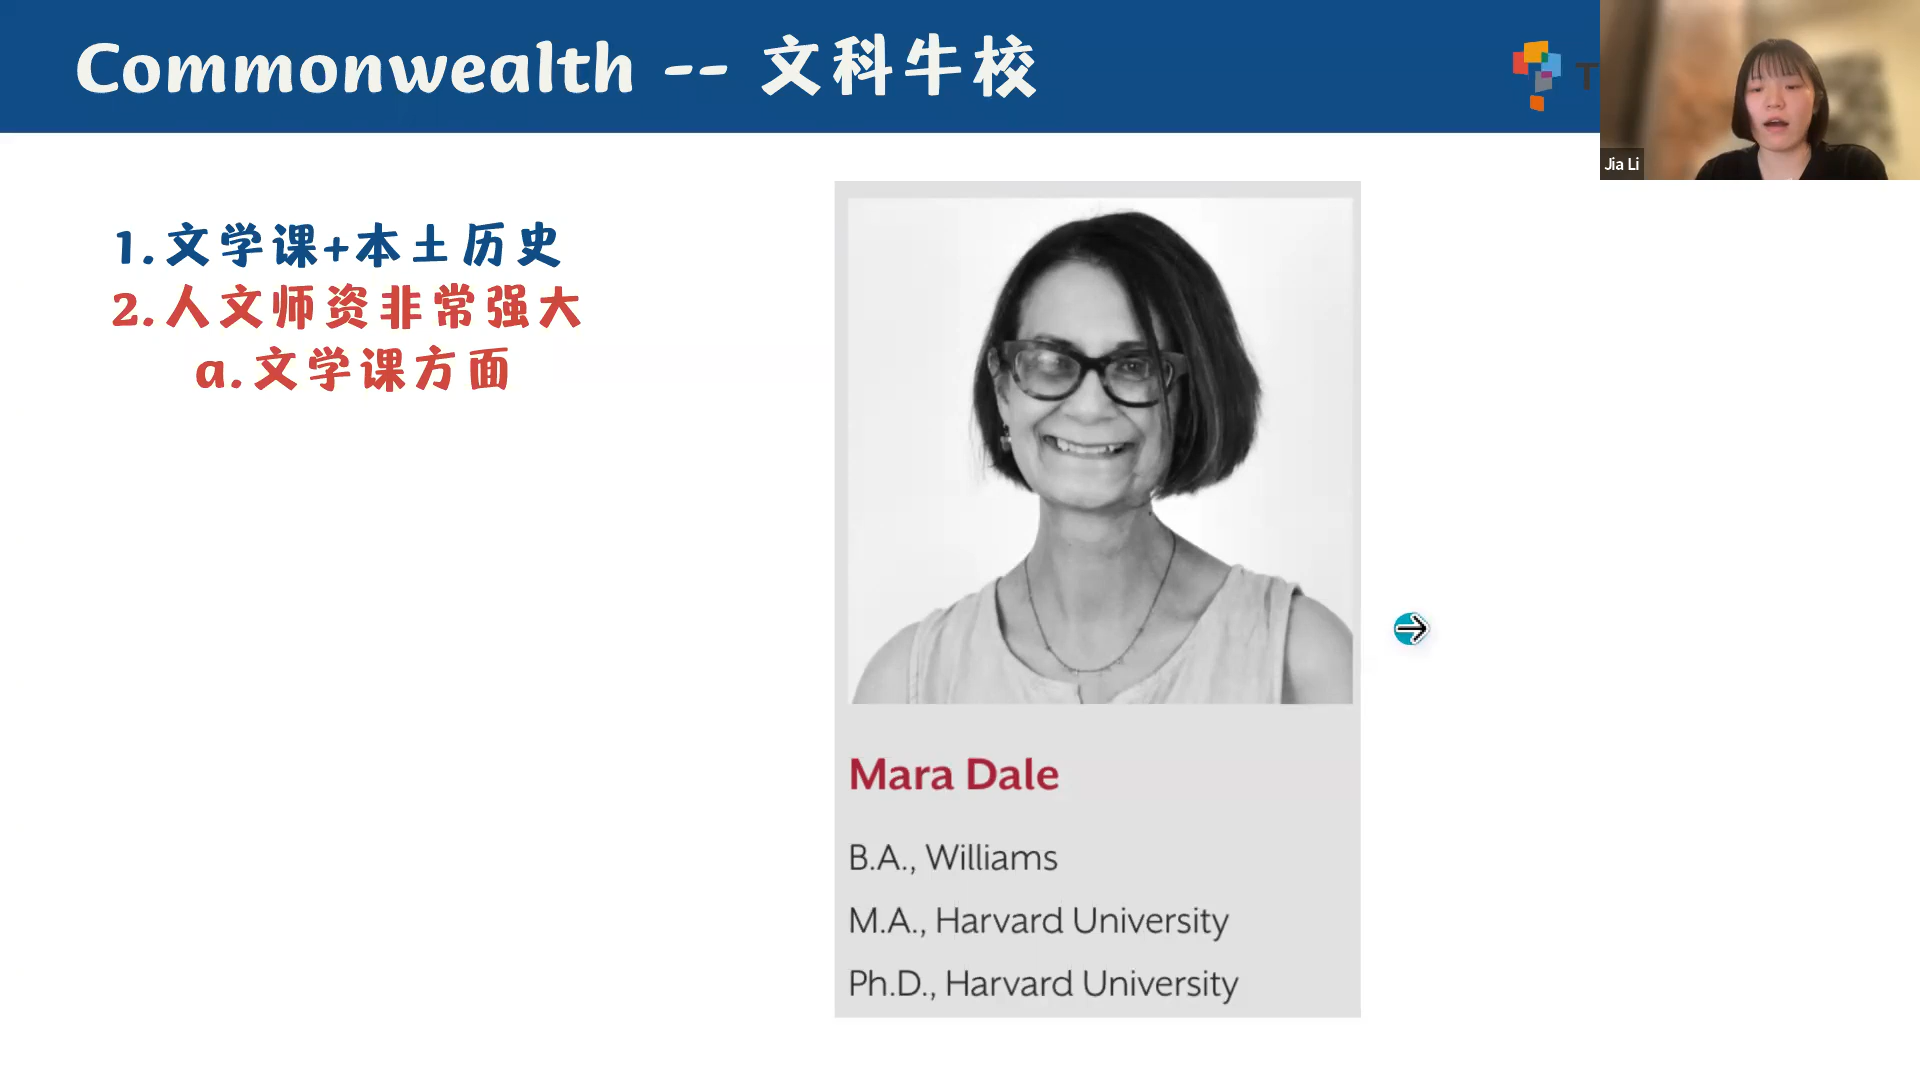 Commonwealth -- 文科牛校
T
Jia Li
1.文学课+本土历史
2.人文师资非常强大
a.文学课方面
Mara Dale
B.A., Williams
M.A., Harvard University
Ph.D., Harvard University